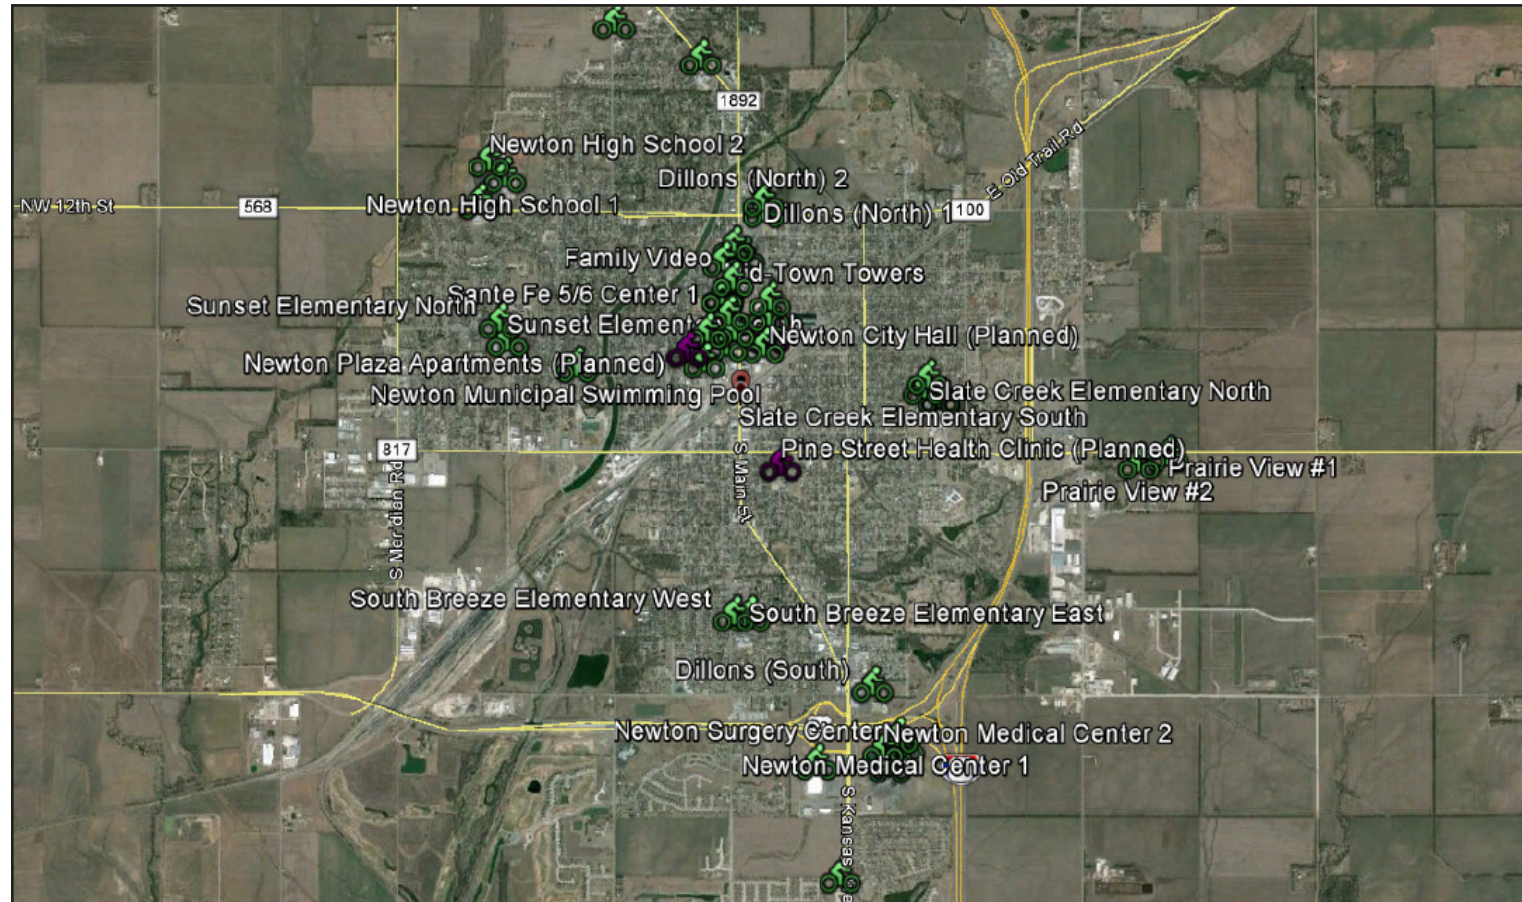 1892
Newton High School 2
Dillons (North) 2
E Old Trail Rd
NW 12th St
568
Newton High School 1
Dillons (North) 1
100
Family Video
id-Town Towers
Sante Fe 5/6 Center 1
Sunset Elementary North
Sunset Element
h
Newton City Hall (Planned)
Newton Plaza Apartments (Planned)
Newton Municipal Swimming Pool
Slate Creek Elementary North
Slate Creek Elementary South
817
Pine Street Health Clinic (Planned)
Prairie View #1
Prairie View #2
S Main St
S Meridian Rd
South Breeze Elementary West
South Breeze Elementary East
Dillons (South)
Newton Surgery Center
Newton Medical Center 2
Newton Medical Center 1
S Kansas